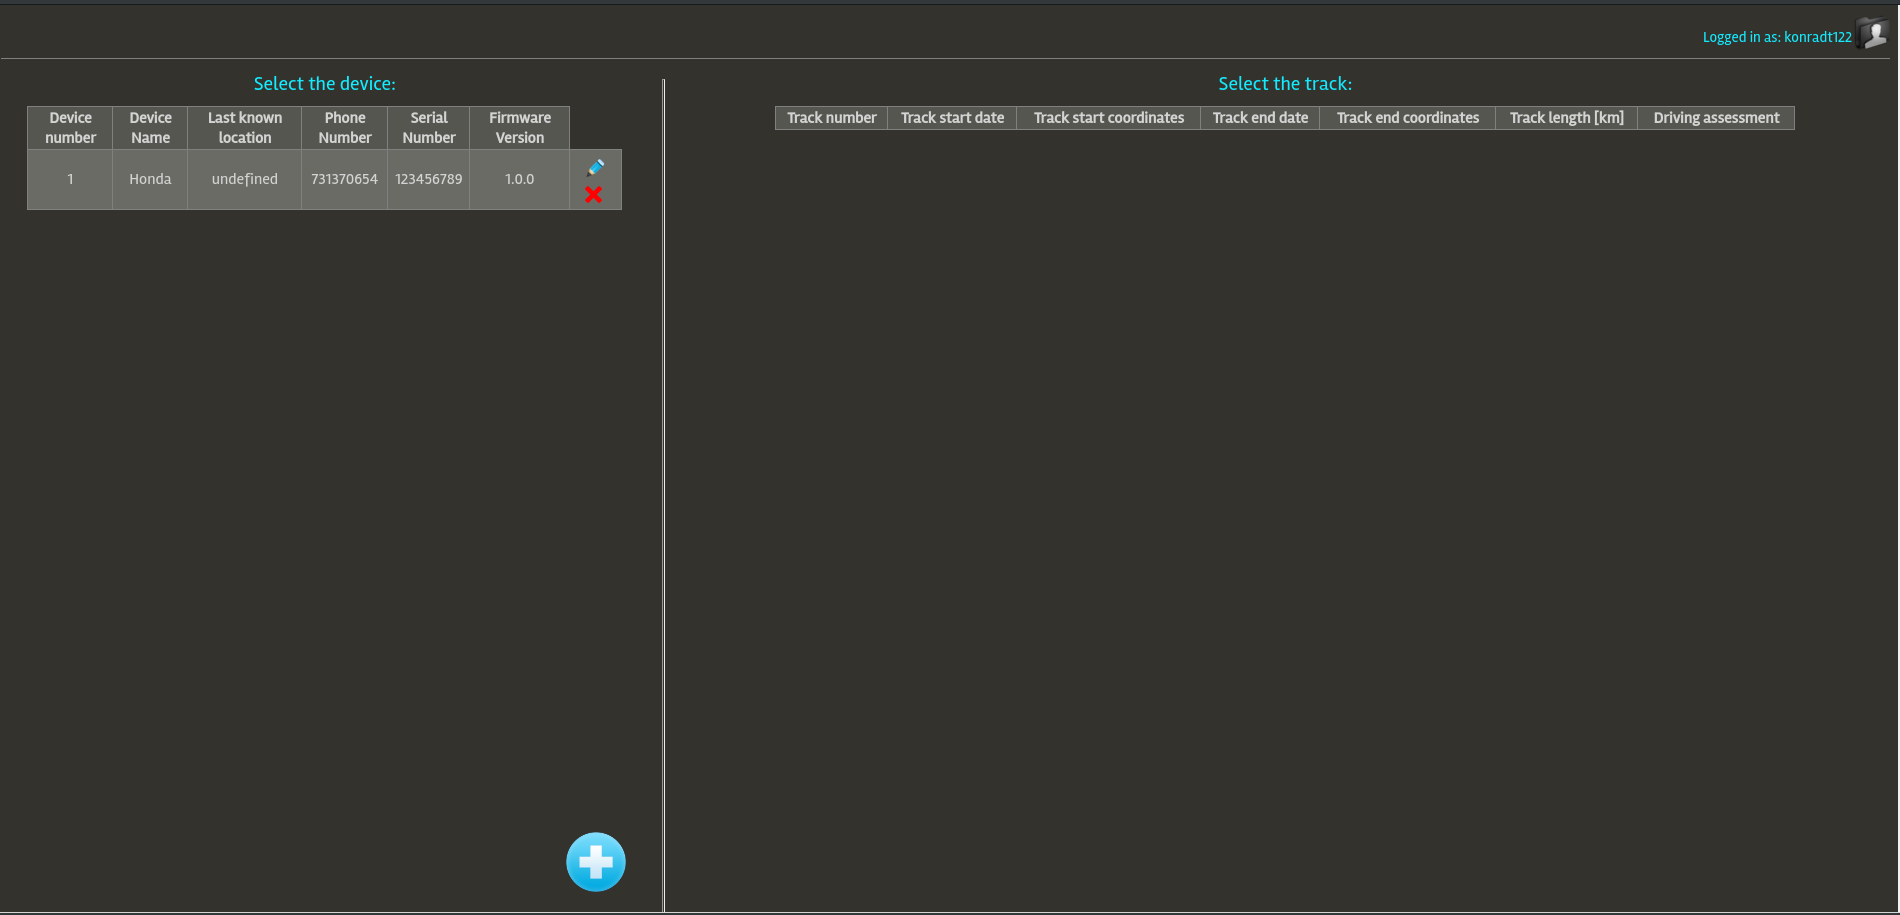 Logged in as: konradt122
Select the device:
Device number Device Name Last known location Phone Number Serial Number Firmware Version
1 Honda undefined 731370654 123456789 1.0.0
Select the track:
Track number Track start date Track start coordinates Track end date Track end coordinates Track length [km] Driving assessment